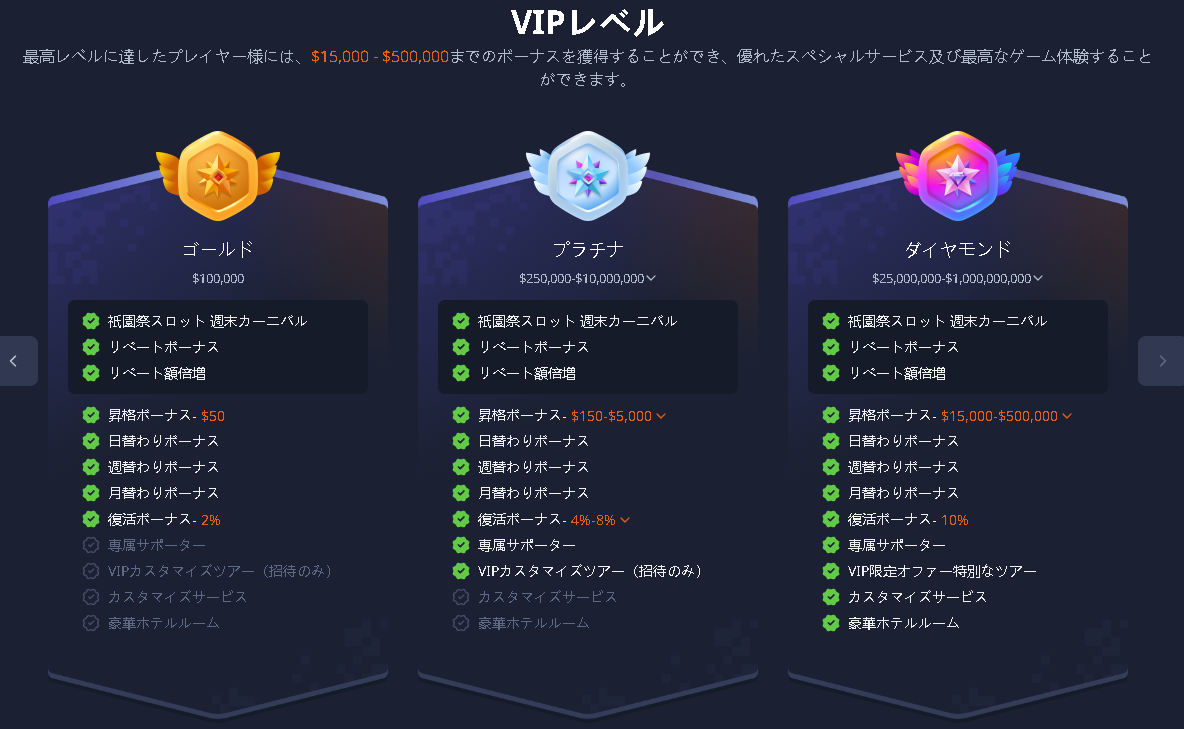 VIPレベル
最高レベルに達したプレイヤー様には、$15,000 - $500,000までのボーナスを獲得することができ、優れたスペシャルサービス及び最高なゲーム体験すること
ができます。
ゴールド
$100,000
祇園祭スロット 週末カーニバル
リベートボーナス
リベート額倍増
昇格ボーナス- $50
日替わりボーナス
週替わりボーナス
月替わりボーナス
復活ボーナス- 2%
専属サポーター
VIPカスタマイズツアー（招待のみ）
カスタマイズサービス
豪華ホテルルーム
プラチナ
$250,000-$10,000,000
祇園祭スロット 週末カーニバル
リベートボーナス
リベート額倍増
昇格ボーナス- $150-$5,000
日替わりボーナス
週替わりボーナス
月替わりボーナス
復活ボーナス- 4%-8%
専属サポーター
VIPカスタマイズツアー（招待のみ）
カスタマイズサービス
豪華ホテルルーム
ダイヤモンド
$25,000,000-$1,000,000,000
祇園祭スロット 週末カーニバル
リベートボーナス
リベート額倍増
昇格ボーナス- $15,000-$500,000
日替わりボーナス
週替わりボーナス
月替わりボーナス
復活ボーナス- 10%
専属サポーター
VIP限定オファー特別なツアー
カスタマイズサービス
豪華ホテルルーム